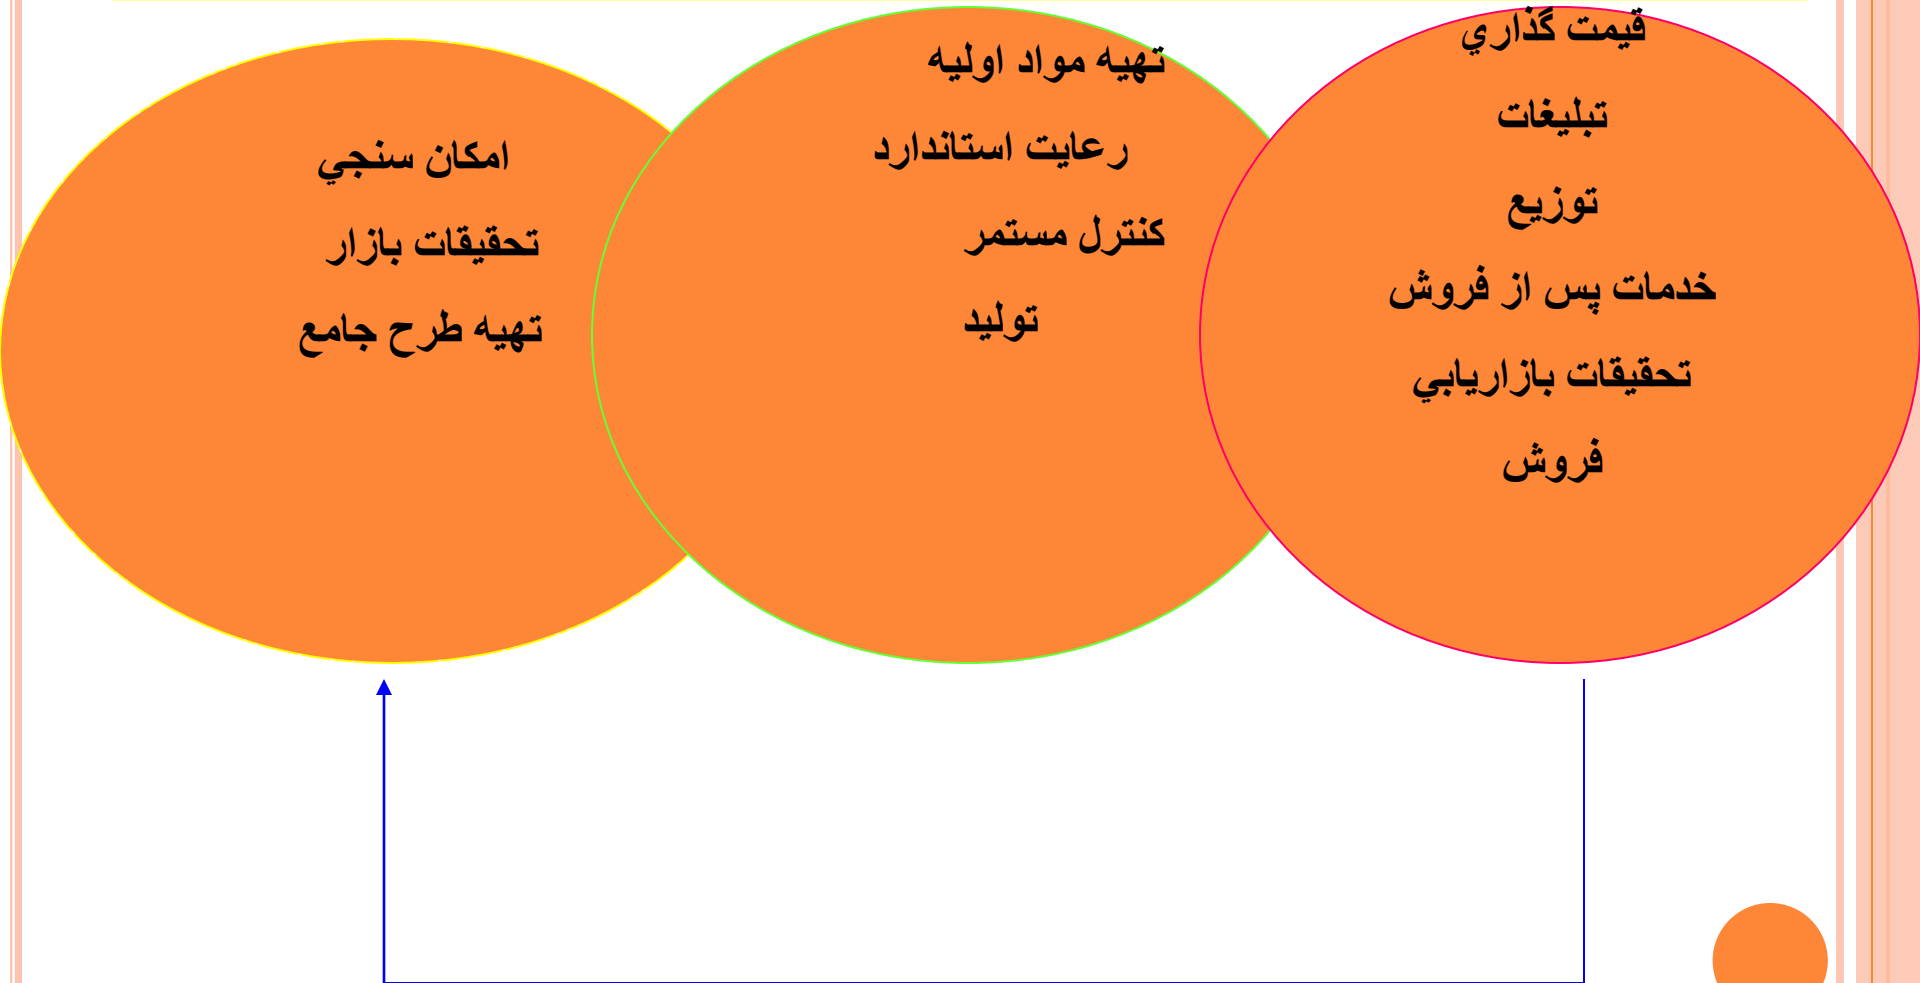 قيمت گذاري
تبليغات
توزيع
خدمات پس از فروش
تحقيقات بازاريابي
فروش
تهيه مواد اوليه
رعايت استاندارد
كنترل مستمر
توليد
امكان سنجي
تحقيقات بازار
تهيه طرح جامع